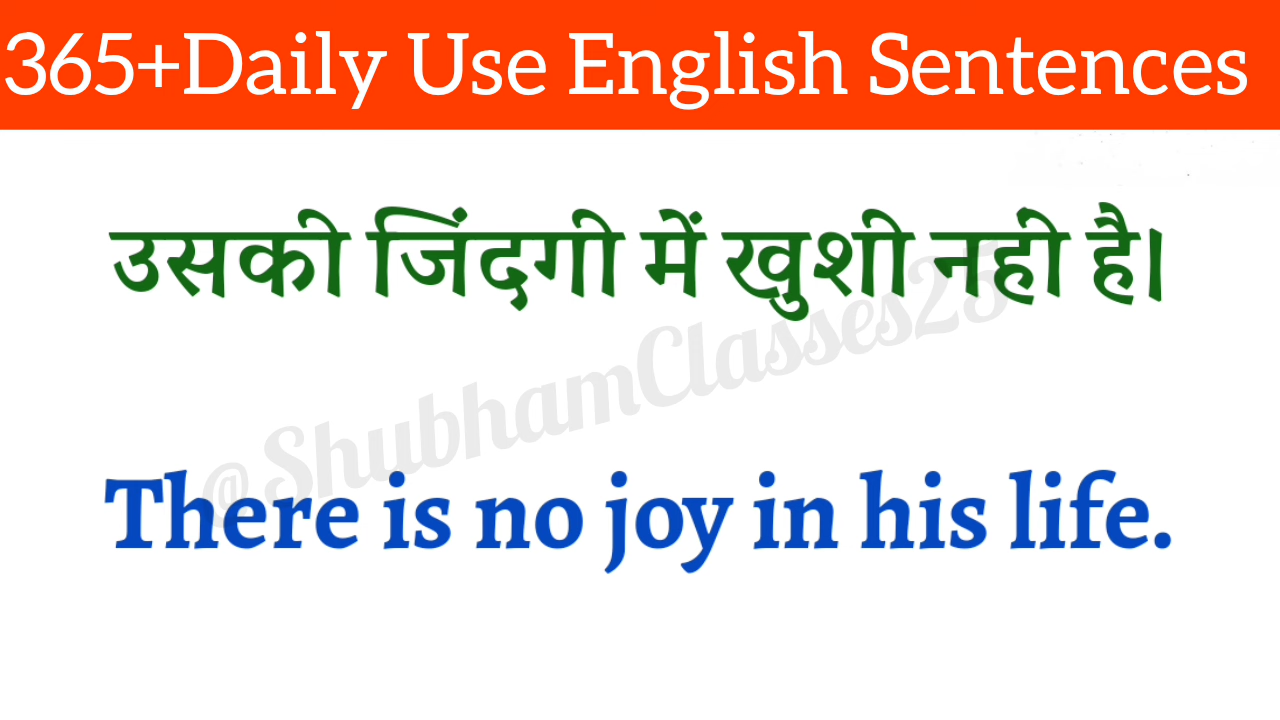 365+Daily Use English Sentences
उसकी जिंदगी में खुशी नहीं है।
@ShubhamClasses25
There is no joy in his life.